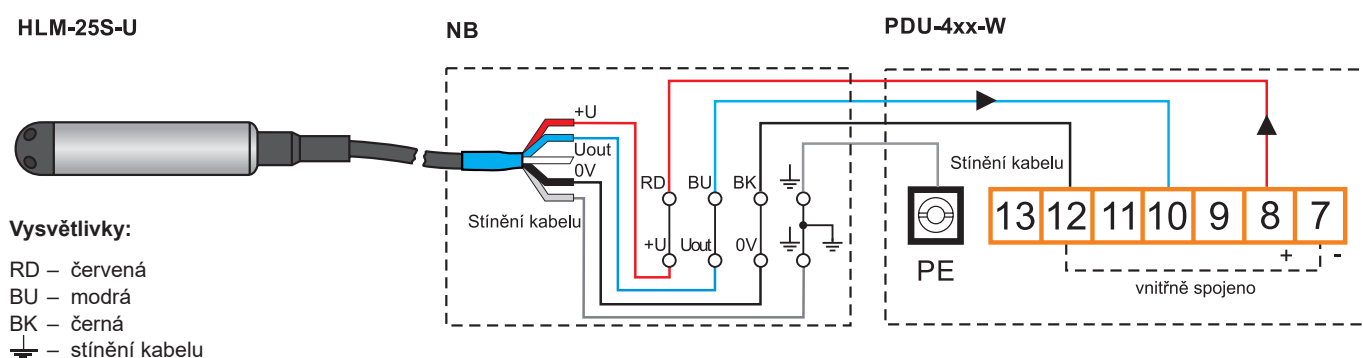 HLM-25S-U
NB
PDU-4xx-W
+U
Uout
0V
Stínění kabelu
RD BU BK
+U Uout 0V
Stínění kabelu
13 12 11 10 9 8 7
+ -
PE
vnitřně spojeno
Vysvětlivky:
RD – červená
BU – modrá
BK – černá
⏚ – stínění kabelu